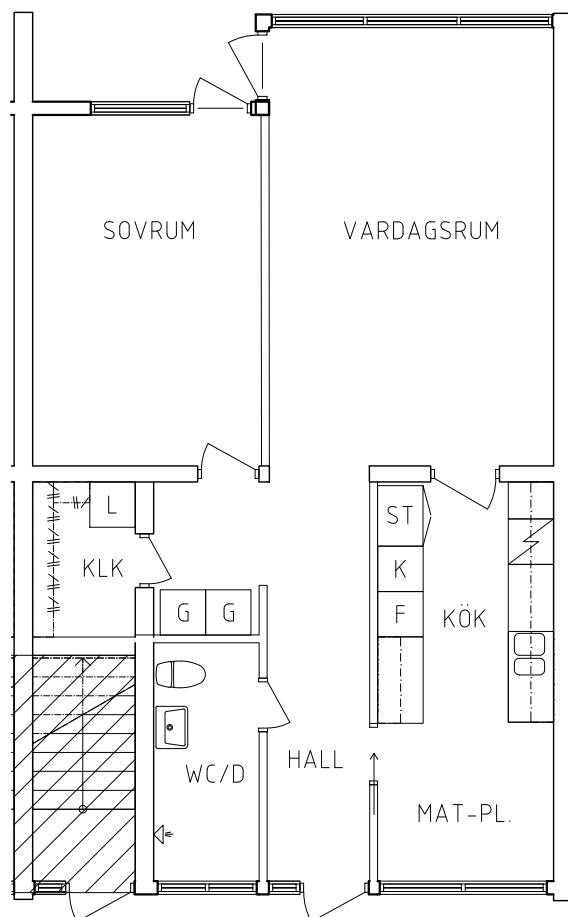 SOVRUM
VARDAGSRUM
L
ST
KLK
K
G
G
F
KÖK
HALL
WC/D
MAT-PL.